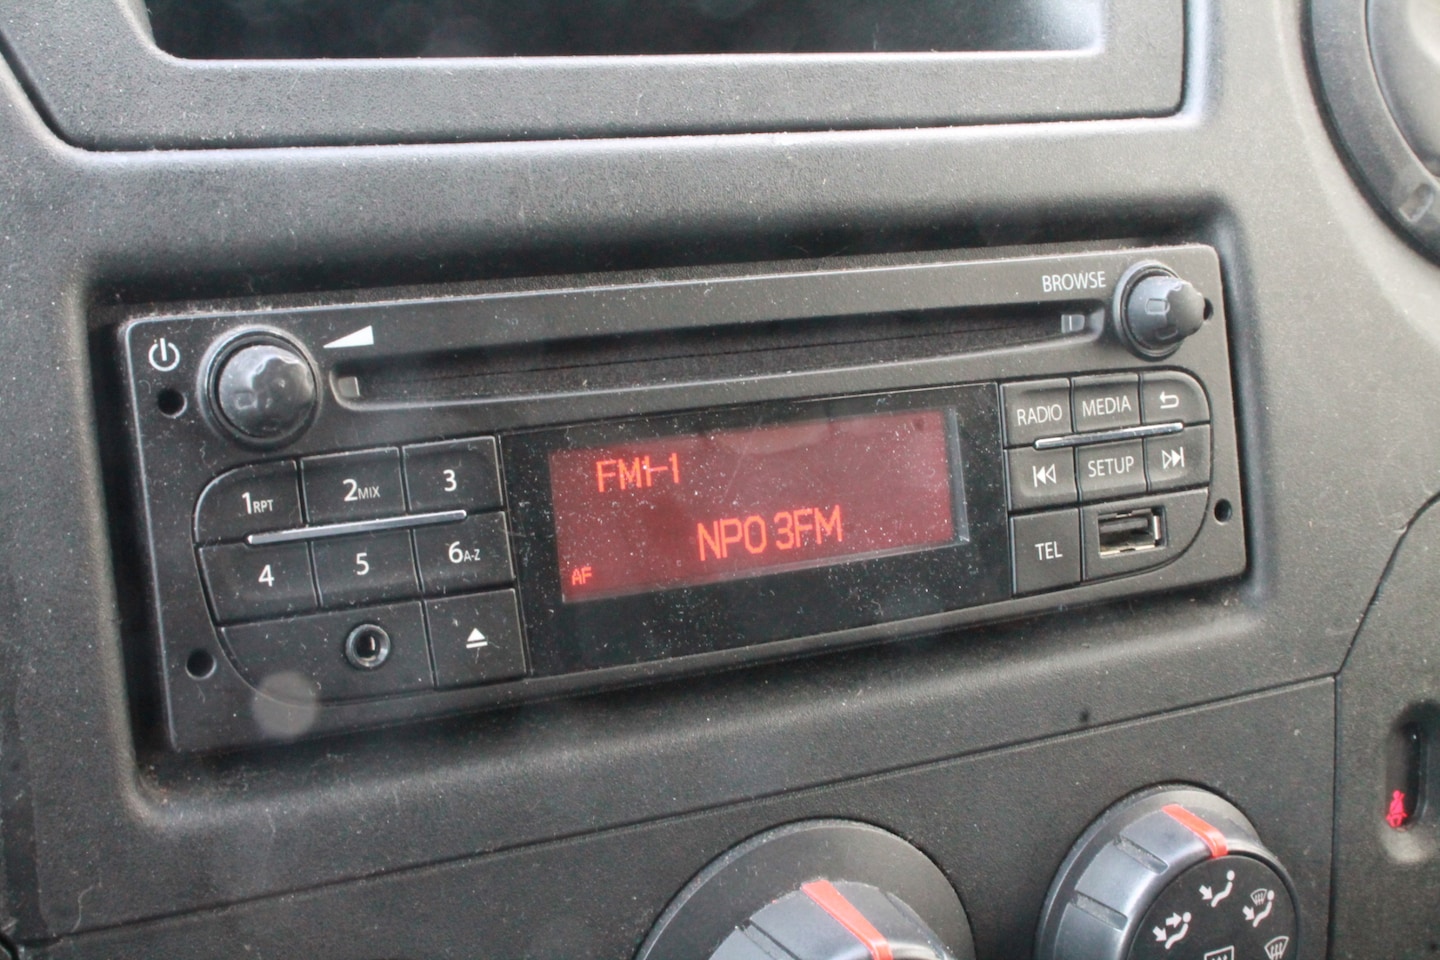 BROWSE
RADIO MEDIA
SETUP
TEL
1RPT 2MIX 3
4 5 6A-Z
FM1-1
NPO 3FM
AF